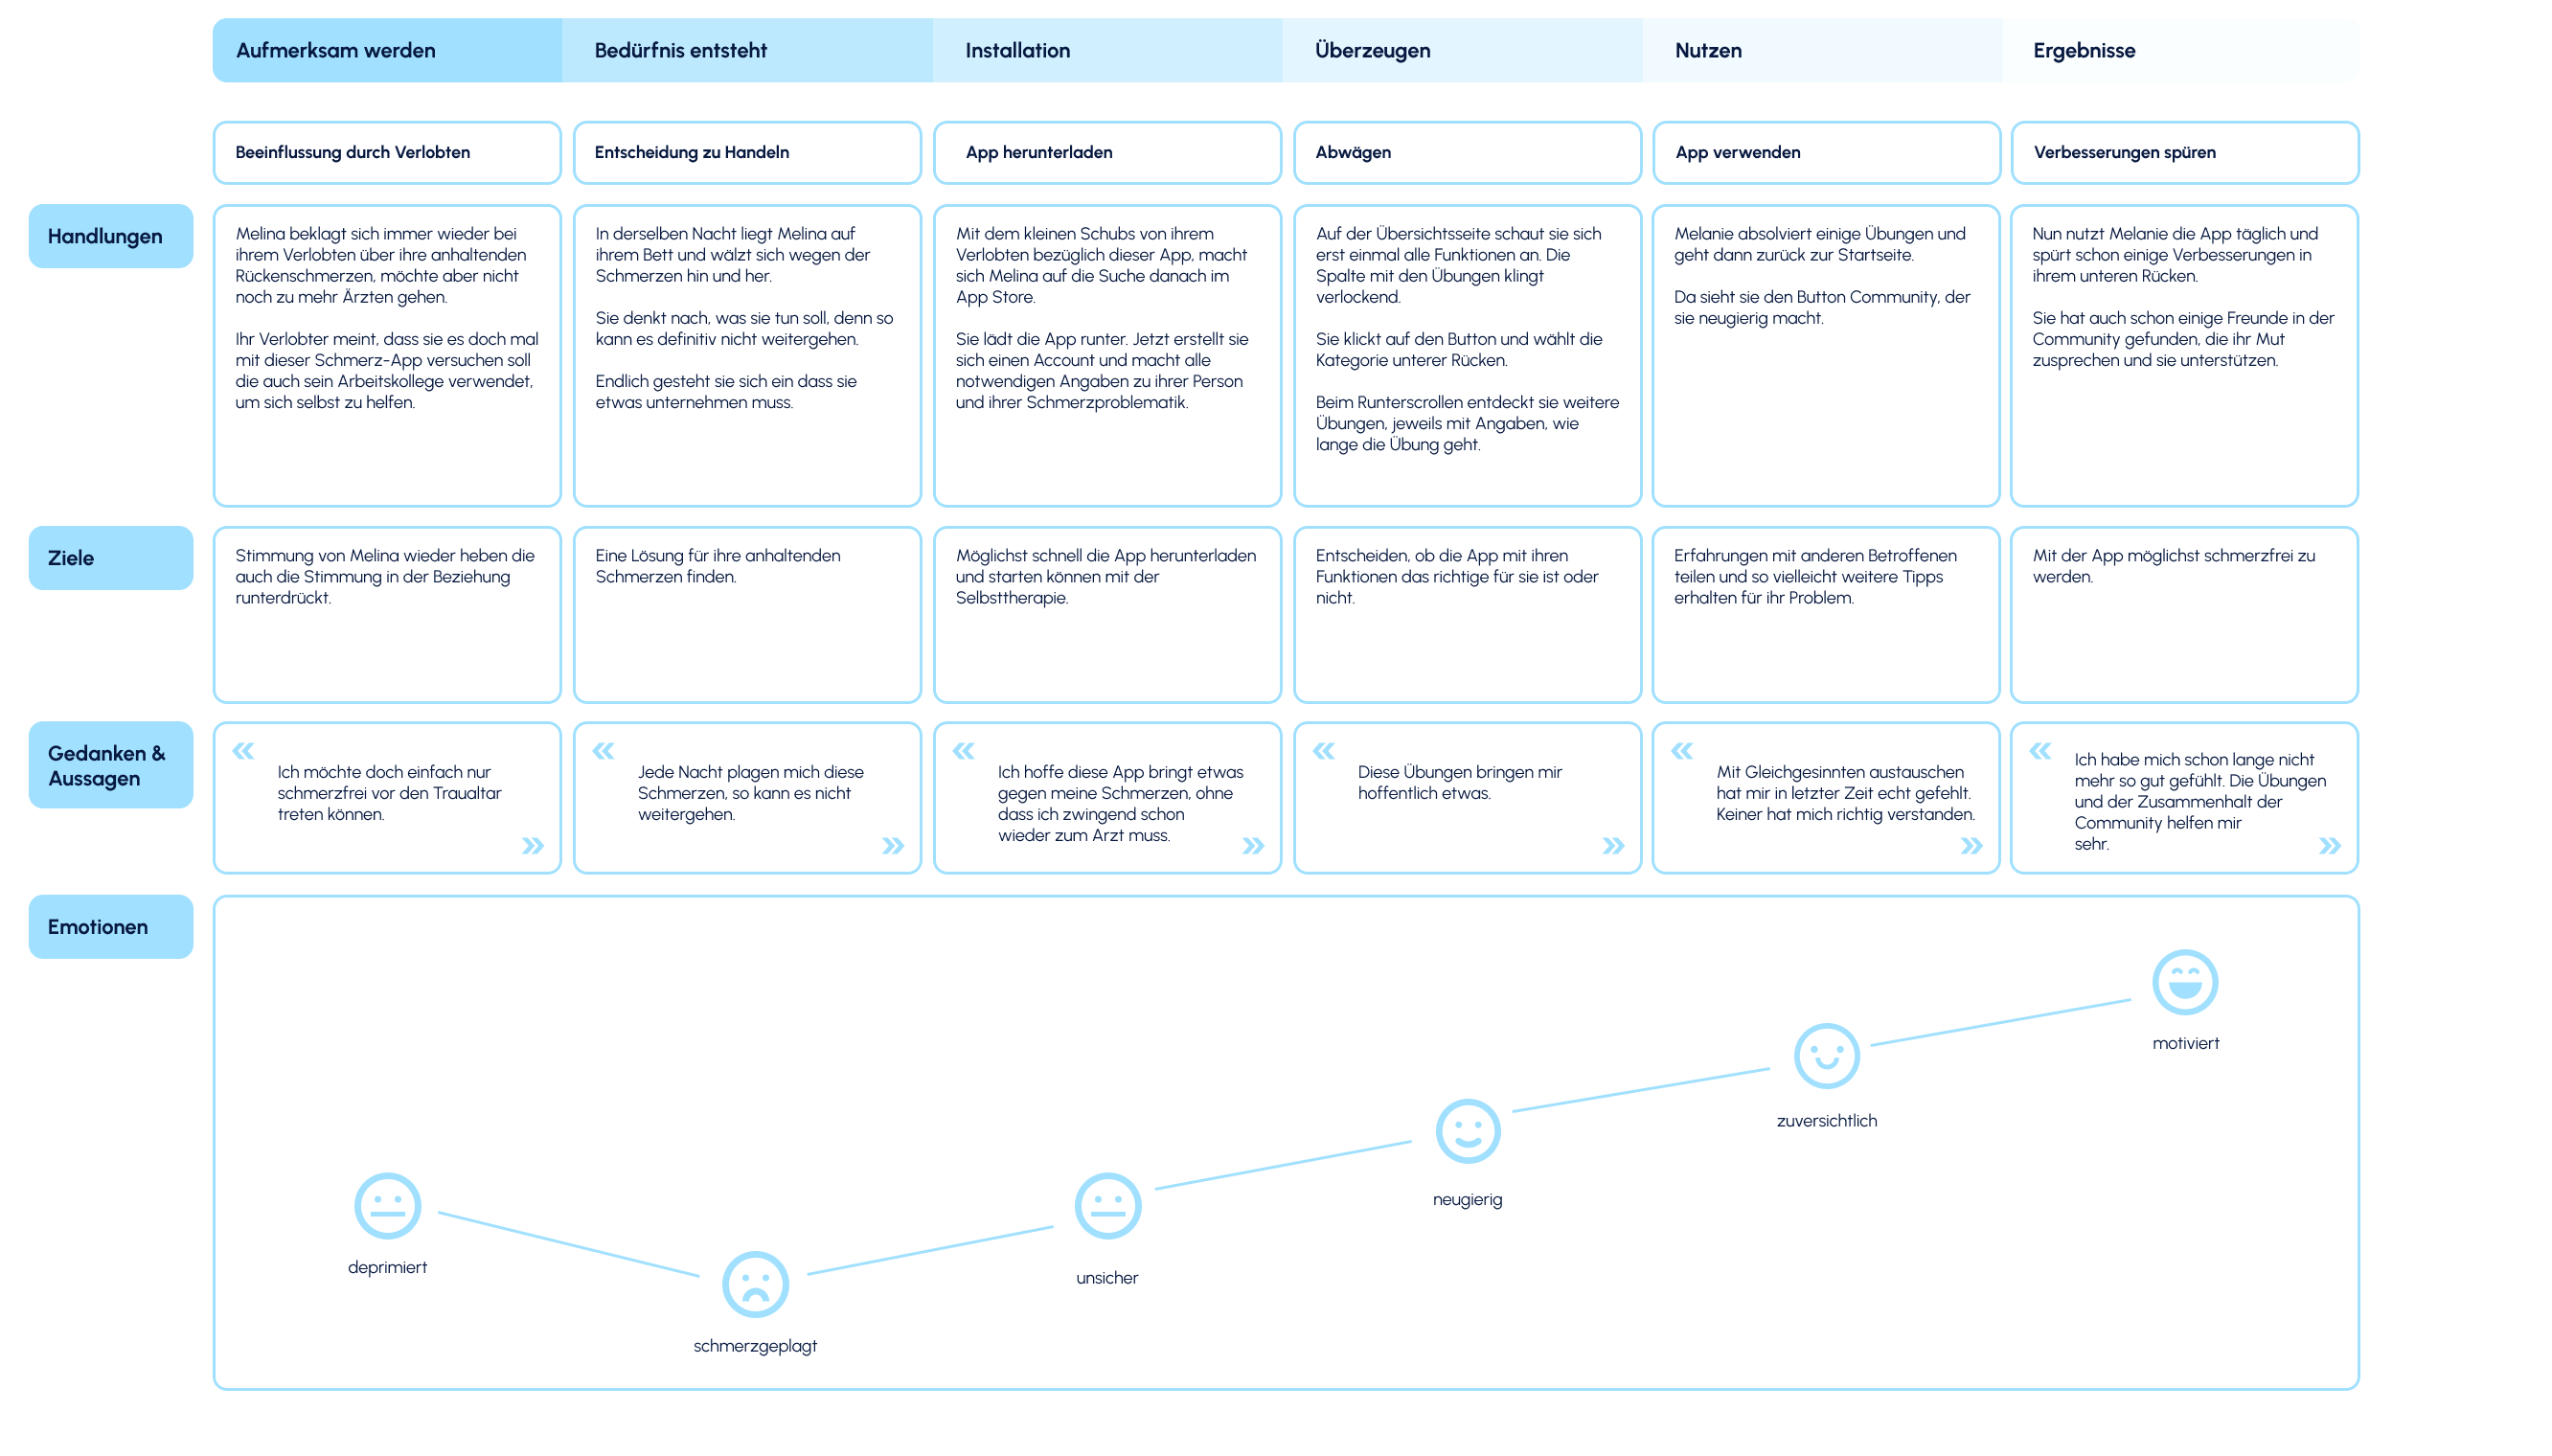 Aufmerksam werden
Bedürfnis entsteht
Installation
Überzeugen
Nutzen
Ergebnisse
Beeinflussung durch Verlobten
Entscheidung zu Handeln
App herunterladen
Abwägen
App verwenden
Verbesserungen spüren
Handlungen
Melina beklagt sich immer wieder bei
ihrem Verlobten über ihre anhaltenden
Rückenschmerzen, möchte aber nicht
noch zu mehr Ärzten gehen.
Ihr Verlobter meint, dass sie es doch mal
mit dieser Schmerz-App versuchen soll
die auch sein Arbeitskollege verwendet,
um sich selbst zu helfen.
In derselben Nacht liegt Melina auf
ihrem Bett und wälzt sich wegen der
Schmerzen hin und her.
Sie denkt nach, was sie tun soll, denn so
kann es definitiv nicht weitergehen.
Endlich gesteht sie sich ein dass sie
etwas unternehmen muss.
Mit dem kleinen Schubs von ihrem
Verlobten bezüglich dieser App, macht
sich Melina auf die Suche danach im
App Store.
Sie lädt die App runter. Jetzt erstellt sie
sich einen Account und macht alle
notwendigen Angaben zu ihrer Person
und ihrer Schmerzproblematik.
Auf der Übersichtsseite schaut sie sich
erst einmal alle Funktionen an. Die
Spalte mit den Übungen klingt
verlockend.
Sie klickt auf den Button und wählt die
Kategorie unterer Rücken.
Beim Runterscrollen entdeckt sie weitere
Übungen, jeweils mit Angaben, wie
lange die Übung geht.
Melanie absolviert einige Übungen und
geht dann zurück zur Startseite.
Da sieht sie den Button Community, der
sie neugierig macht.
Nun nutzt Melanie die App täglich und
spürt schon einige Verbesserungen in
ihrem unteren Rücken.
Sie hat auch schon einige Freunde in der
Community gefunden, die ihr Mut
zusprechen und sie unterstützen.
Ziele
Stimmung von Melina wieder heben die
auch die Stimmung in der Beziehung
runterdrückt.
Eine Lösung für ihre anhaltenden
Schmerzen finden.
Möglichst schnell die App herunterladen
und starten können mit der
Selbsttherapie.
Entscheiden, ob die App mit ihren
Funktionen das richtige für sie ist oder
nicht.
Erfahrungen mit anderen Betroffenen
teilen und so vielleicht weitere Tipps
erhalten für ihr Problem.
Mit der App möglichst schmerzfrei zu
werden.
Gedanken &
Aussagen
«
Ich möchte doch einfach nur
schmerzfrei vor den Traualtar
treten können.
»
«
Jede Nacht plagen mich diese
Schmerzen, so kann es nicht
weitergehen.
»
«
Ich hoffe diese App bringt etwas
gegen meine Schmerzen, ohne
dass ich zwingend schon
wieder zum Arzt muss.
»
«
Diese Übungen bringen mir
hoffentlich etwas.
»
«
Mit Gleichgesinnten austauschen
hat mir in letzter Zeit echt gefehlt.
Keiner hat mich richtig verstanden.
»
«
Ich habe mich schon lange nicht
mehr so gut gefühlt. Die Übungen
und der Zusammenhalt der
Community helfen mir
sehr.
»
Emotionen
deprimiert
schmerzgeplagt
unsicher
neugierig
zuversichtlich
motiviert